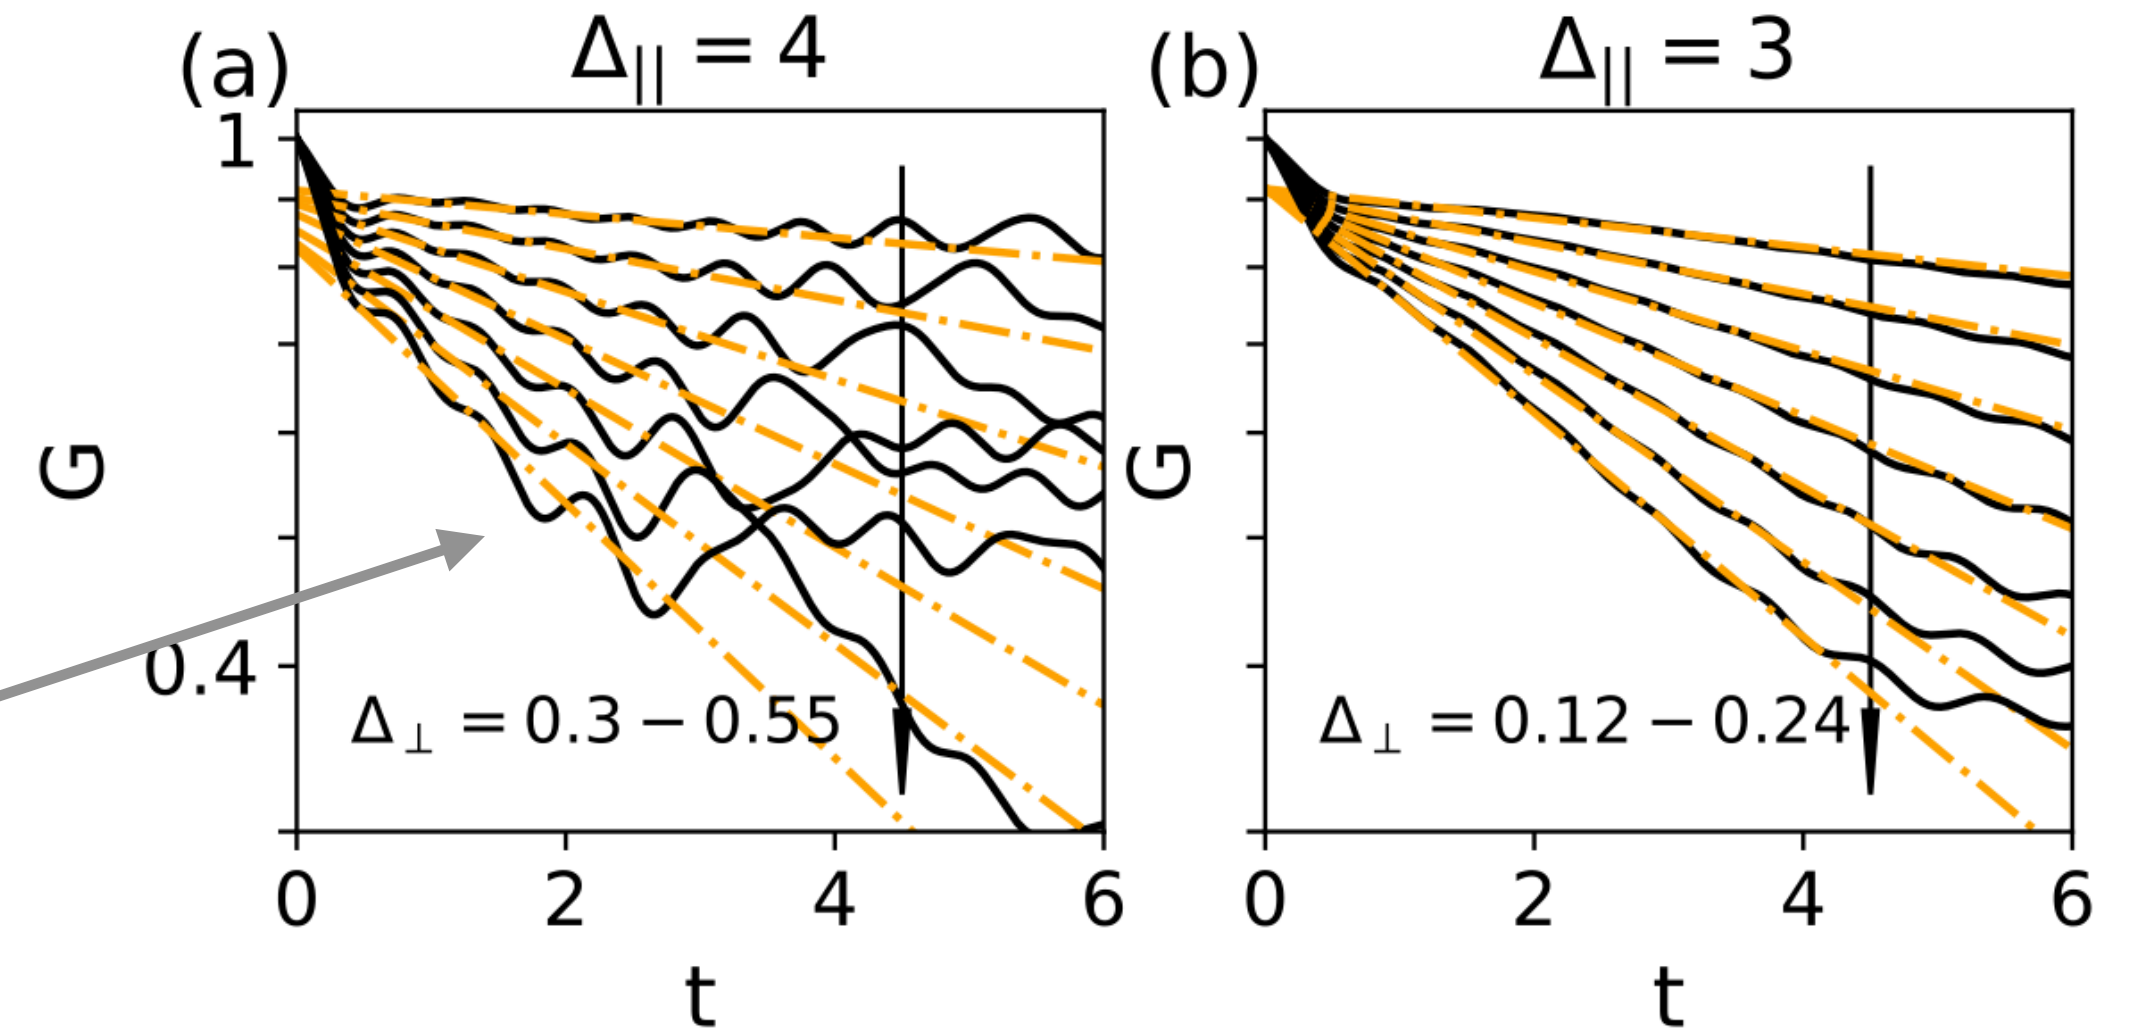 (a) Δ|| = 4
1
G
0.4
Δ⊥ = 0.3 − 0.55
0 2 4 6
t
(b) Δ|| = 3
G
Δ⊥ = 0.12 − 0.24
0 2 4 6
t